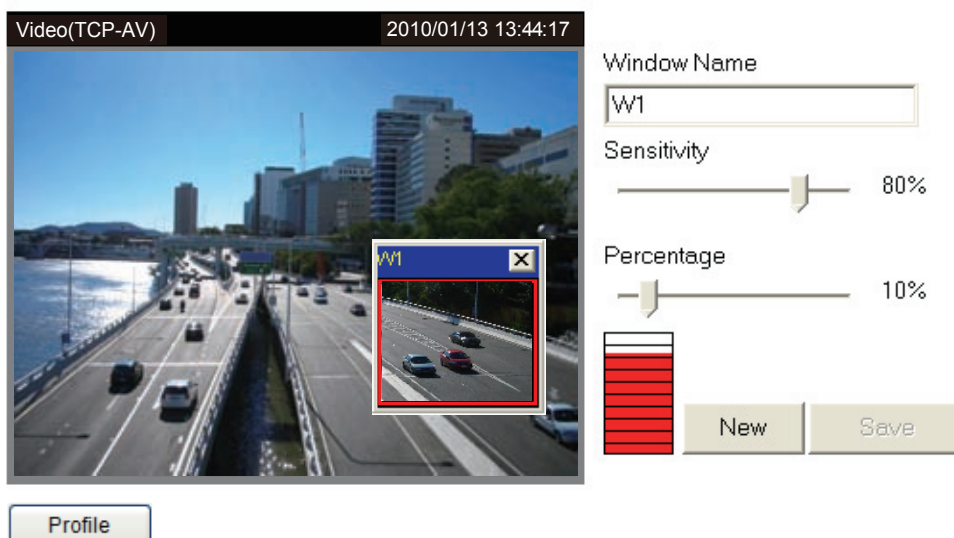 Video(TCP-AV) 2010/01/13 13:44:17
Window Name
W1
Sensitivity
80%
W1
Percentage
10%
New Save
Profile